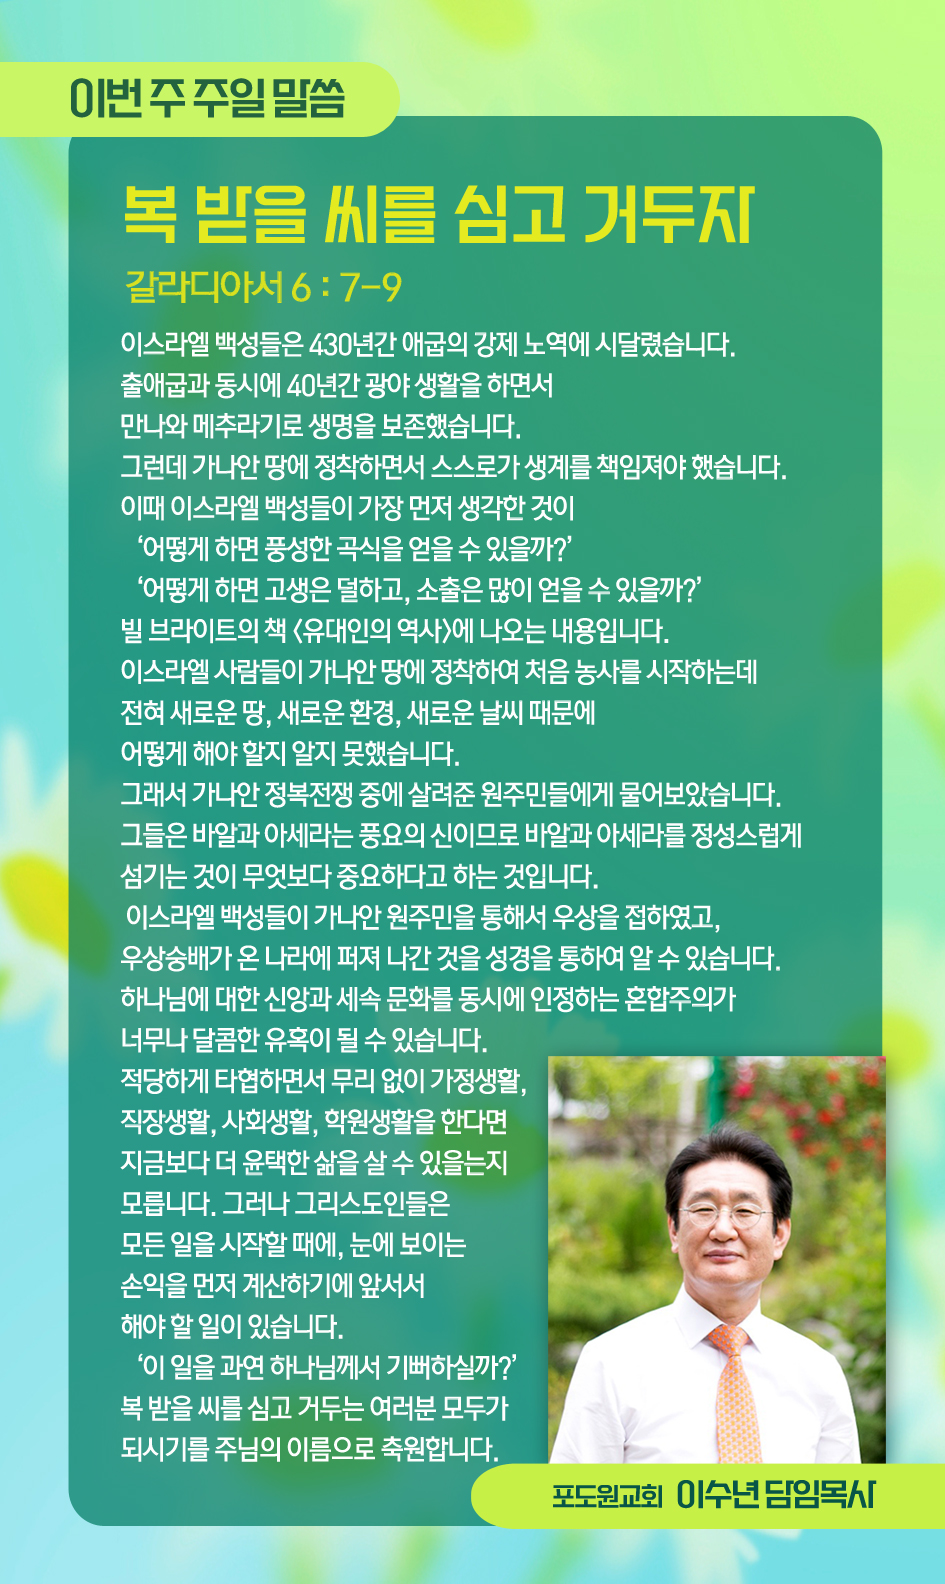 이번 주 주일 말씀
복 받을 씨를 심고 거두자
갈라디아서 6 : 7-9
이스라엘 백성들은 430년간 애굽의 강제 노역에 시달렸습니다.
출애굽과 동시에 40년간 광야 생활을 하면서
만나와 메추라기로 생명을 보존했습니다.
그런데 가나안 땅에 정착하면서 스스로가 생계를 책임져야 했습니다.
이때 이스라엘 백성들이 가장 먼저 생각한 것이
‘어떻게 하면 풍성한 곡식을 얻을 수 있을까?’
‘어떻게 하면 고생은 덜하고, 소출은 많이 얻을 수 있을까?’
빌 브라이트의 책 <유대인의 역사>에 나오는 내용입니다.
이스라엘 사람들이 가나안 땅에 정착하여 처음 농사를 시작하는데
전혀 새로운 땅, 새로운 환경, 새로운 날씨 때문에
어떻게 해야 할지 알지 못했습니다.
그래서 가나안 정복전쟁 중에 살려준 원주민들에게 물어보았습니다.
그들은 바알과 아세라는 풍요의 신이므로 바알과 아세라를 정성스럽게
섬기는 것이 무엇보다 중요하다고 하는 것입니다.
이스라엘 백성들이 가나안 원주민을 통해서 우상을 접하였고,
우상숭배가 온 나라에 퍼져 나간 것을 성경을 통하여 알 수 있습니다.
하나님에 대한 신앙과 세속 문화를 동시에 인정하는 혼합주의가
너무나 달콤한 유혹이 될 수 있습니다.
적당하게 타협하면서 무리 없이 가정생활,
직장생활, 사회생활, 학원생활을 한다면
지금보다 더 윤택한 삶을 살 수 있을는지
모릅니다. 그러나 그리스도인들은
모든 일을 시작할 때에, 눈에 보이는
손익을 먼저 계산하기에 앞서서
해야 할 일이 있습니다.
‘이 일을 과연 하나님께서 기뻐하실까?’
복 받을 씨를 심고 거두는 여러분 모두가
되시기를 주님의 이름으로 축원합니다.
포도원교회 이수년 담임목사